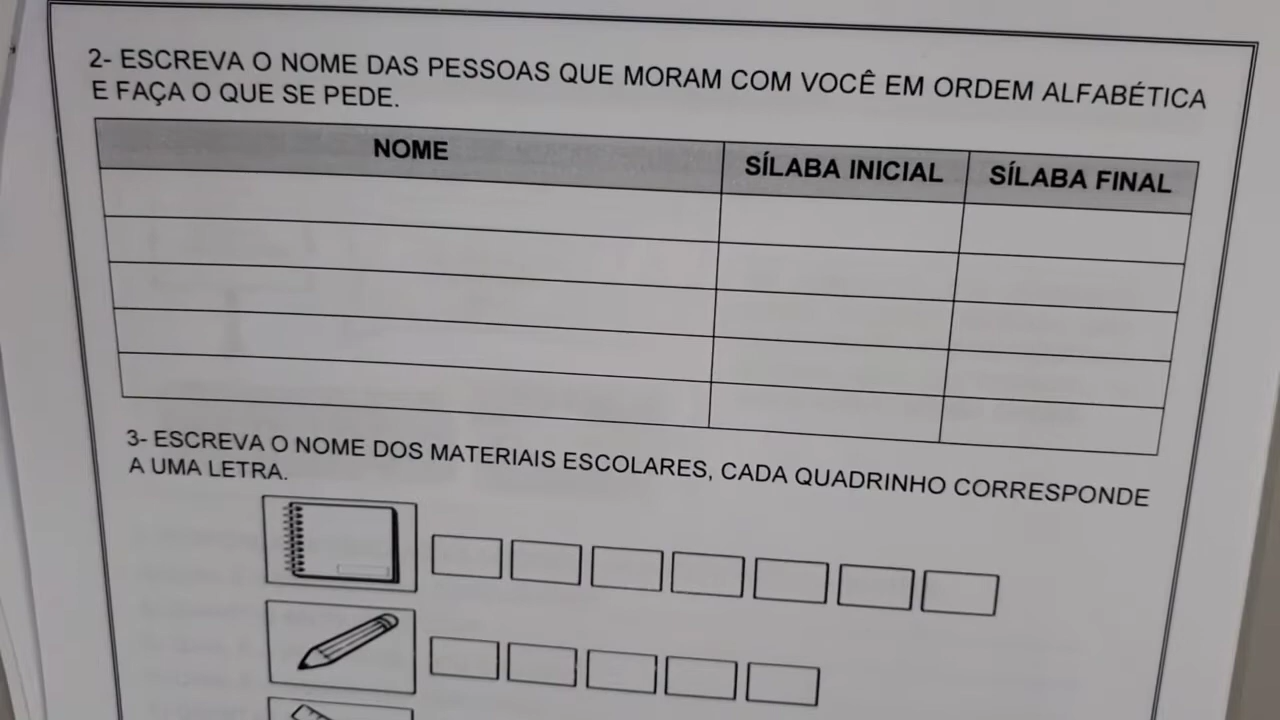 2- ESCREVA O NOME DAS PESSOAS QUE MORAM COM VOCÊ EM ORDEM ALFABÉTICA
E FAÇA O QUE SE PEDE.
NOME SÍLABA INICIAL SÍLABA FINAL
3- ESCREVA O NOME DOS MATERIAIS ESCOLARES, CADA QUADRINHO CORRESPONDE
A UMA LETRA.